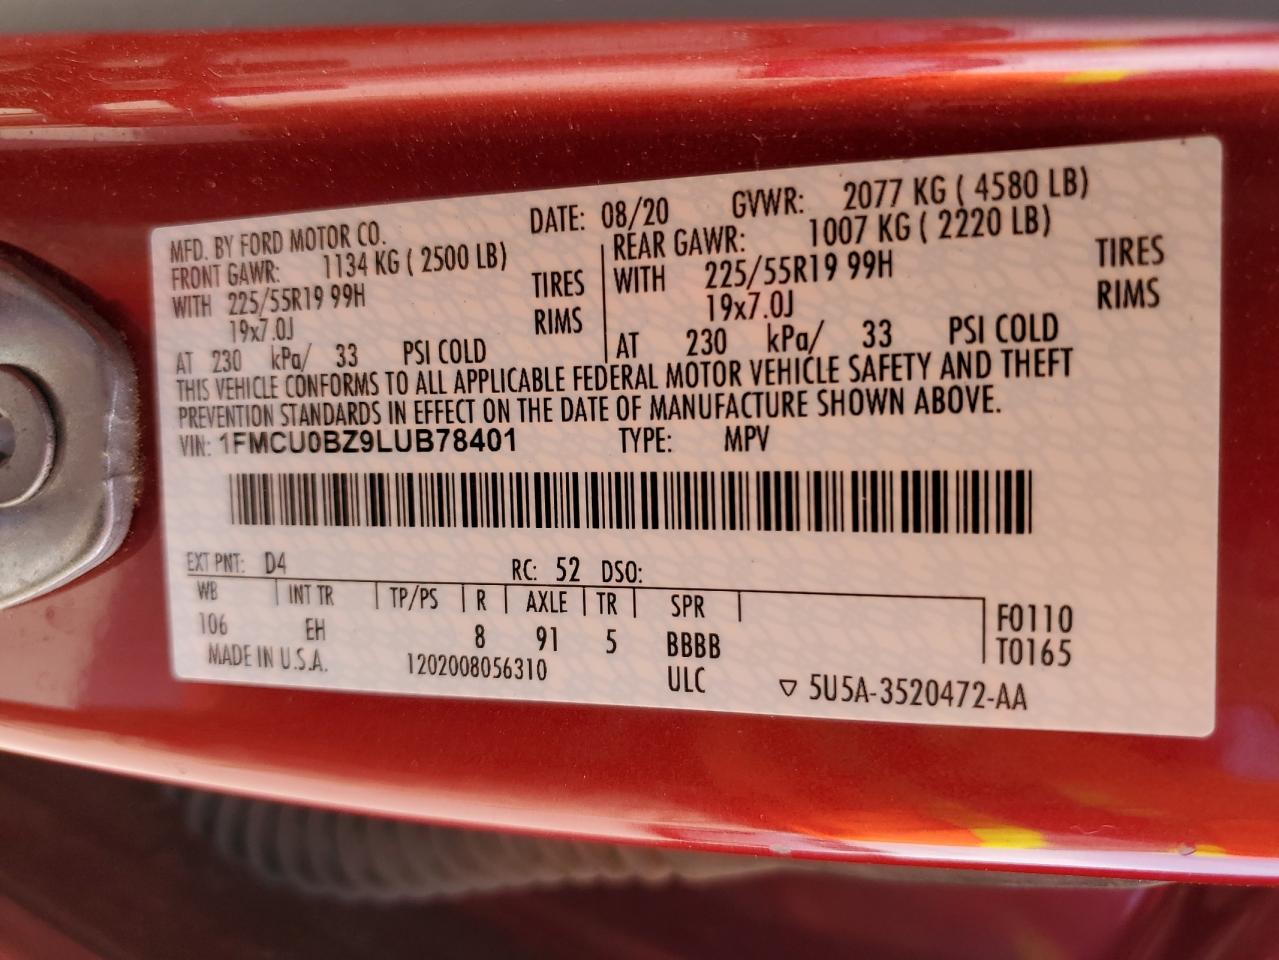 MFD. BY FORD MOTOR CO. DATE: 08/20 GVWR: 2077 KG ( 4580 LB)
FRONT GAWR: 1134 KG ( 2500 LB) REAR GAWR: 1007 KG ( 2220 LB)
WITH 225/55R19 99H TIRES WITH 225/55R19 99H TIRES
19x7.0J RIMS 19x7.0J RIMS
AT 230 kPa/ 33 PSI COLD AT 230 kPa/ 33 PSI COLD
THIS VEHICLE CONFORMS TO ALL APPLICABLE FEDERAL MOTOR VEHICLE SAFETY AND THEFT
PREVENTION STANDARDS IN EFFECT ON THE DATE OF MANUFACTURE SHOWN ABOVE.
VIN: 1FMCU0BZ9LUB78401 TYPE: MPV
EXT PNT: D4 RC: 52 DSO:
WB INT TR TP/PS R AXLE TR SPR F0110
106 EH 8 91 5 BBBB T0165
MADE IN U.S.A. 1202008056310 ULC ▽ 5U5A-3520472-AA